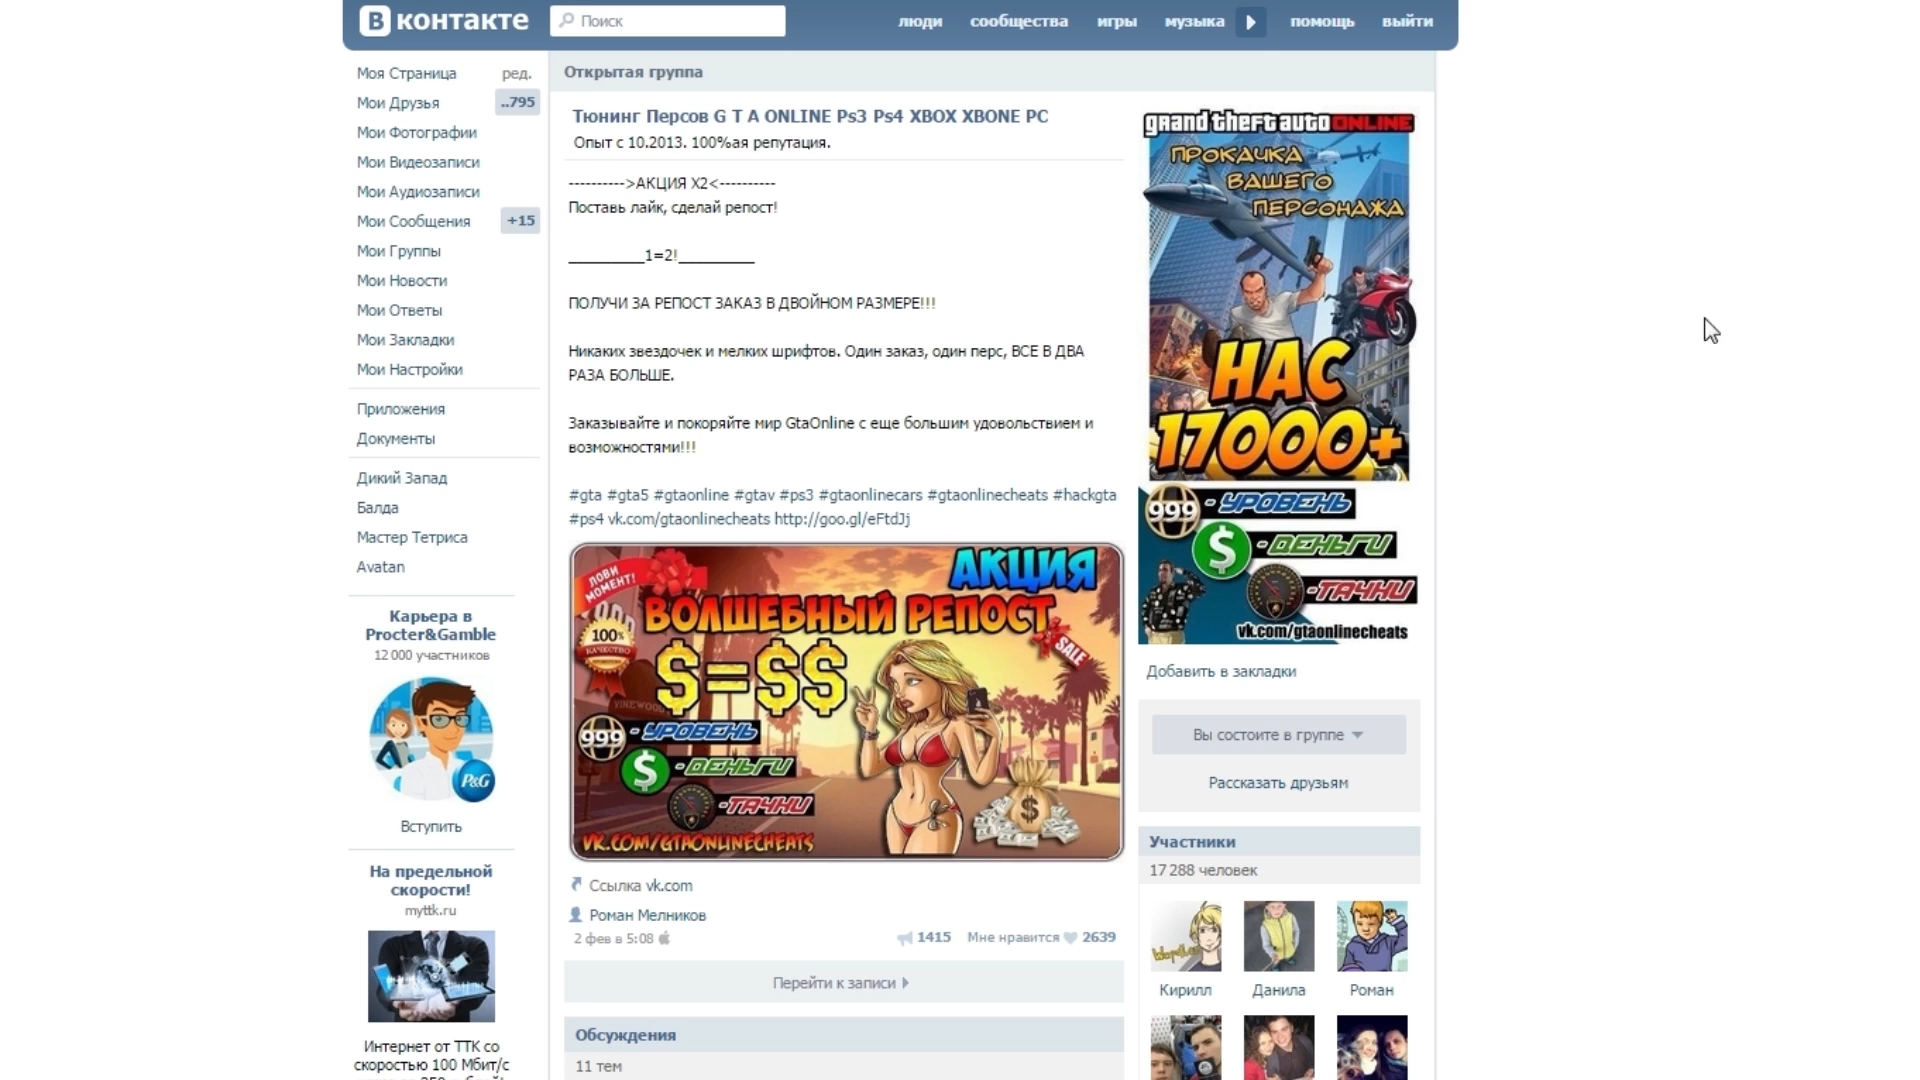 В контакте
Поиск
люди
сообщества
игры
музыка
помощь
выйти
Моя Страница ред.
Мои Друзья ..795
Мои Фотографии
Мои Видеозаписи
Мои Аудиозаписи
Мои Сообщения +15
Мои Группы
Мои Новости
Мои Ответы
Мои Закладки
Мои Настройки
Приложения
Документы
Дикий Запад
Балда
Мастер Тетриса
Avatan
Карьера в
Procter&Gamble
12 000 участников
P&G
Вступить
На предельной
скорости!
myttk.ru
Интернет от ТТК со
скоростью 100 Мбит/с
Открытая группа
Тюнинг Персов G T A ONLINE Ps3 Ps4 XBOX XBONE PC
Опыт с 10.2013. 100%ая репутация.
---------->АКЦИЯ Х2<----------
Поставь лайк, сделай репост!
__________1=2!__________
ПОЛУЧИ ЗА РЕПОСТ ЗАКАЗ В ДВОЙНОМ РАЗМЕРЕ!!!
Никаких звездочек и мелких шрифтов. Один заказ, один перс, ВСЕ В ДВА
РАЗА БОЛЬШЕ.
Заказывайте и покоряйте мир GtaOnline с еще большим удовольствием и
возможностями!!!
#gta #gta5 #gtaonline #gtav #ps3 #gtaonlinecars #gtaonlinecheats #hackgta
#ps4 vk.com/gtaonlinecheats http://goo.gl/eFtdJj
ЛОВИ
МОМЕНТ!
АКЦИЯ
ВОЛШЕБНЫЙ РЕПОСТ
100%
КАЧЕСТВО
SALE
$=$$
VINEWOOD
999 - УРОВЕНЬ
$ - ДЕНЬГИ
- ТАЧКИ
$
VK.COM/GTAONLINECHEATS
Ссылка vk.com
Роман Мелников
2 фев в 5:08
1415 Мне нравится 2639
Перейти к записи
Обсуждения
11 тем
grand theft auto ONLINE
ПРОКАЧКА
ВАШЕГО
ПЕРСОНАЖА
НАС
17000+
999 - УРОВЕНЬ
$ - ДЕНЬГИ
- ТАЧКИ
vk.com/gtaonlinecheats
Добавить в закладки
Вы состоите в группе
Рассказать друзьям
Участники
17 288 человек
Кирилл
Данила
Роман